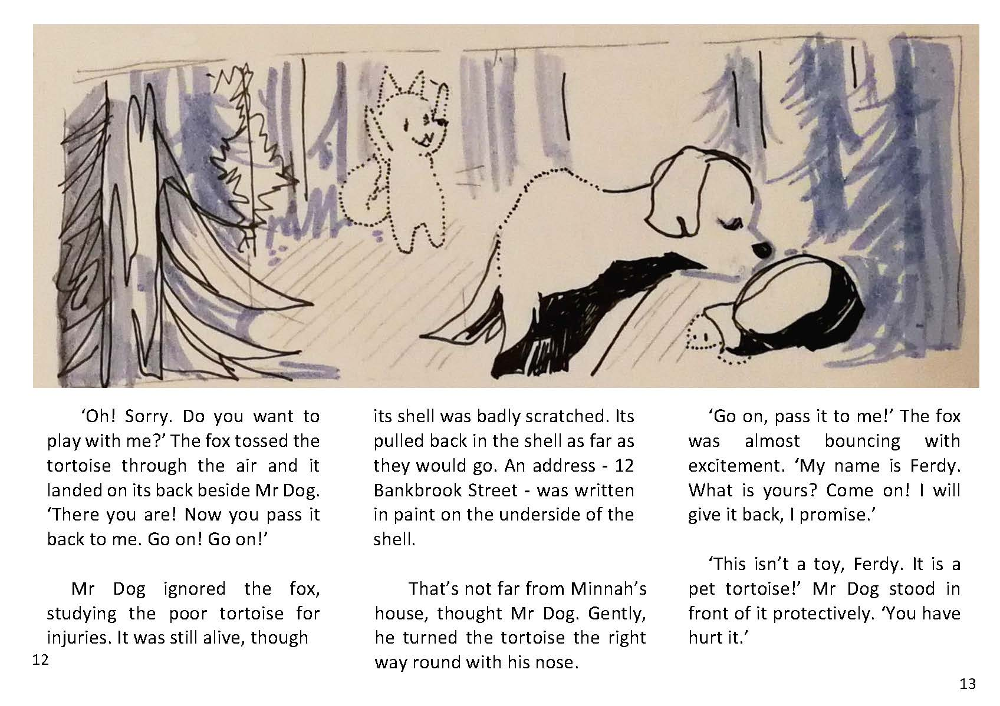 ‘Oh! Sorry. Do you want to
play with me?’ The fox tossed the
tortoise through the air and it
landed on its back beside Mr Dog.
‘There you are! Now you pass it
back to me. Go on! Go on!’
Mr Dog ignored the fox,
studying the poor tortoise for
injuries. It was still alive, though
12
its shell was badly scratched. Its
pulled back in the shell as far as
they would go. An address - 12
Bankbrook Street - was written
in paint on the underside of the
shell.
That’s not far from Minnah’s
house, thought Mr Dog. Gently,
he turned the tortoise the right
way round with his nose.
‘Go on, pass it to me!’ The fox
was almost bouncing with
excitement. ‘My name is Ferdy.
What is yours? Come on! I will
give it back, I promise.’
‘This isn’t a toy, Ferdy. It is a
pet tortoise!’ Mr Dog stood in
front of it protectively. ‘You have
hurt it.’
13